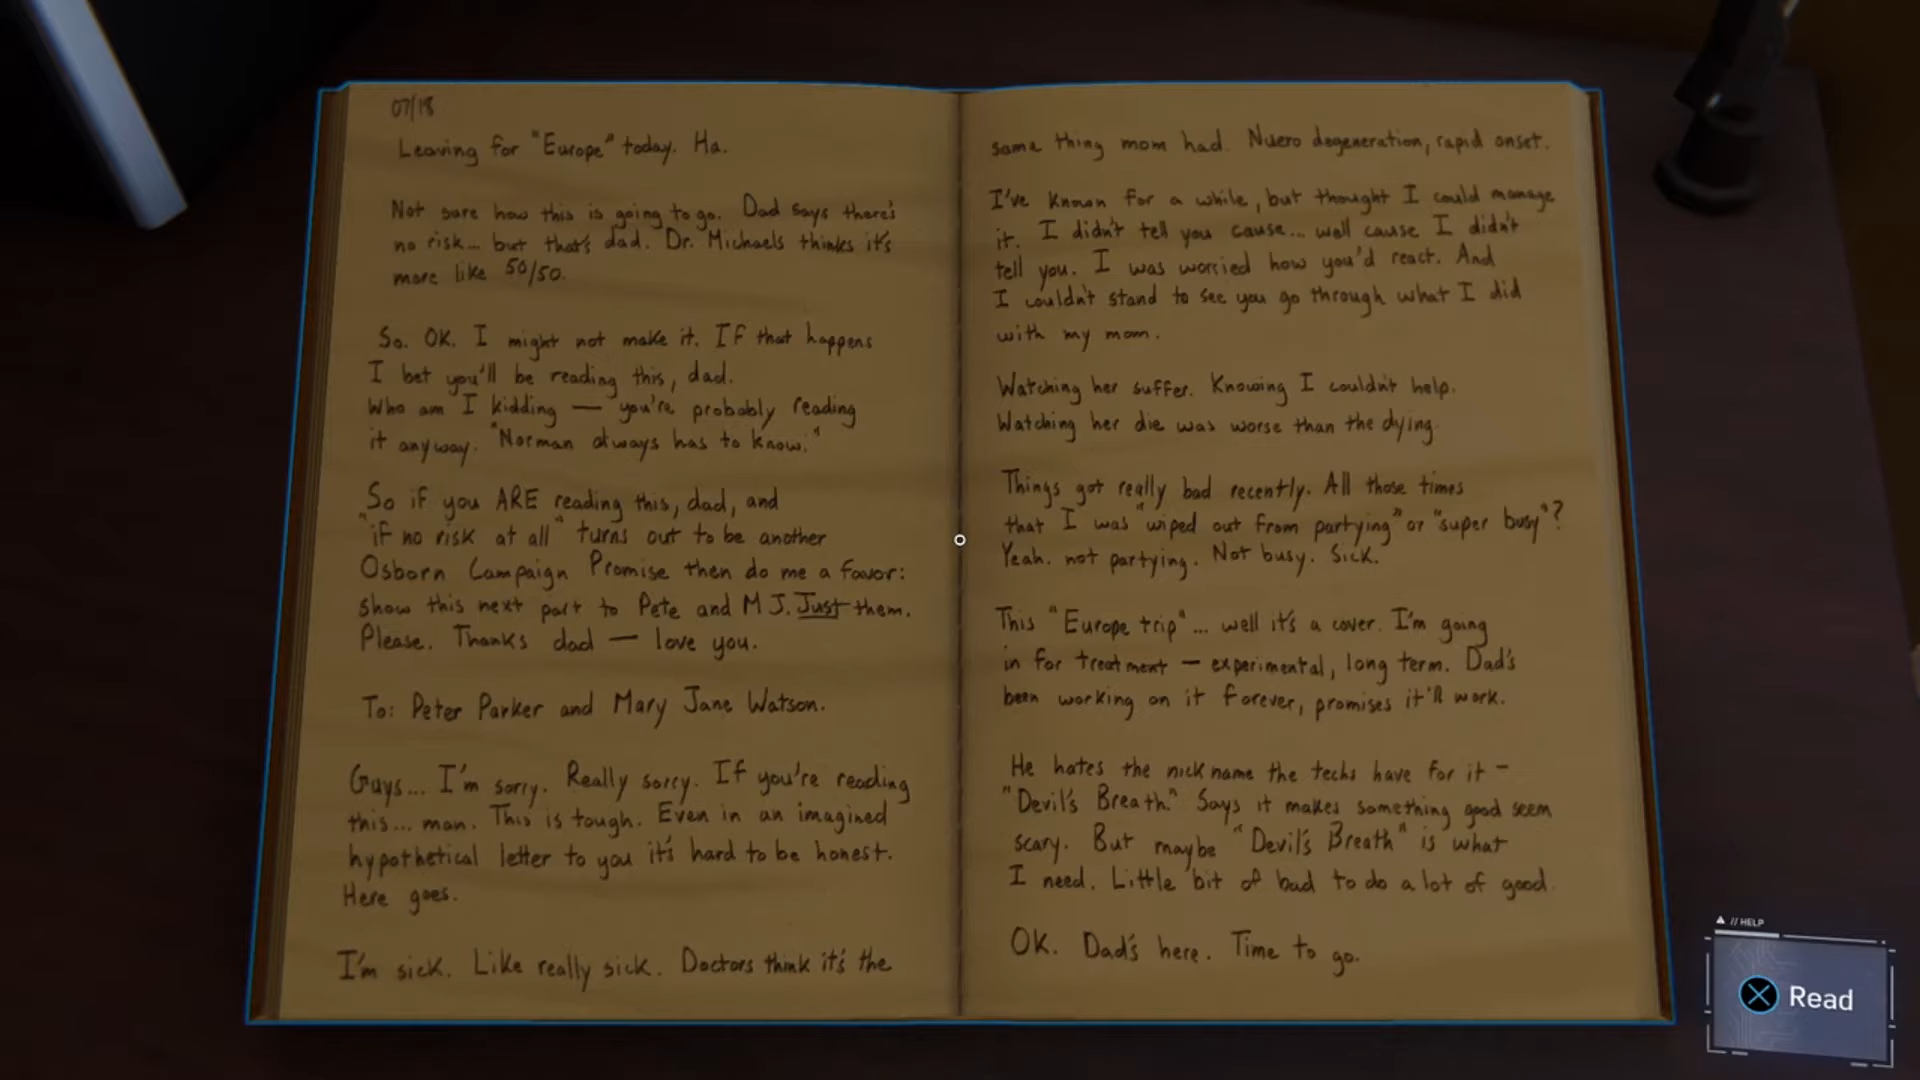 07/18
Leaving for "Europe" today. Ha.
Not sure how this is going to go. Dad says there's
no risk... but that's dad. Dr. Michaels thinks it's
more like 50/50.
So. OK. I might not make it. If that happens
I bet you'll be reading this, dad.
Who am I kidding — you're probably reading
it anyway. "Norman always has to know."
So if you ARE reading this, dad, and
"if no risk at all" turns out to be another
Osborn Campaign Promise then do me a favor:
show this next part to Pete and MJ. Just them.
Please. Thanks dad — love you.
To: Peter Parker and Mary Jane Watson.
Guys... I'm sorry. Really sorry. If you're reading
this... man. This is tough. Even in an imagined
hypothetical letter to you it's hard to be honest.
Here goes.
I'm sick. Like really sick. Doctors think it's the
same thing mom had. Nuero degeneration, rapid onset.
I've known for a while, but thought I could manage
it. I didn't tell you cause... well cause I didn't
tell you. I was worried how you'd react. And
I couldn't stand to see you go through what I did
with my mom.
Watching her suffer. Knowing I couldn't help.
Watching her die was worse than the dying.
Things got really bad recently. All those times
that I was "wiped out from partying" or "super busy"?
Yeah. not partying. Not busy. Sick.
This "Europe trip"... well it's a cover. I'm going
in for treatment — experimental, long term. Dad's
been working on it forever, promises it'll work.
He hates the nickname the techs have for it -
"Devil's Breath." Says it makes something good seem
scary. But maybe "Devil's Breath" is what
I need. Little bit of bad to do a lot of good.
OK. Dad's here. Time to go.
// HELP
Read